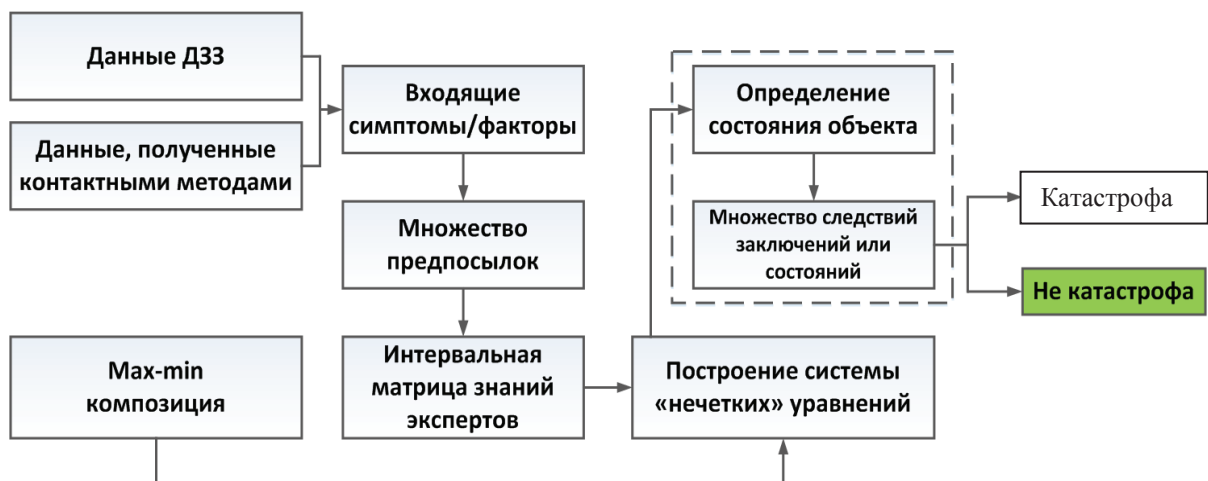 Данные ДЗЗ
Данные, полученные
контактными методами
Входящие
симптомы/факторы
Множество
предпосылок
Интервальная
матрица знаний
экспертов
Max-min
композиция
Построение системы
«нечетких» уравнений
Определение
состояния объекта
Множество следствий
заключений или
состояний
Катастрофа
Не катастрофа